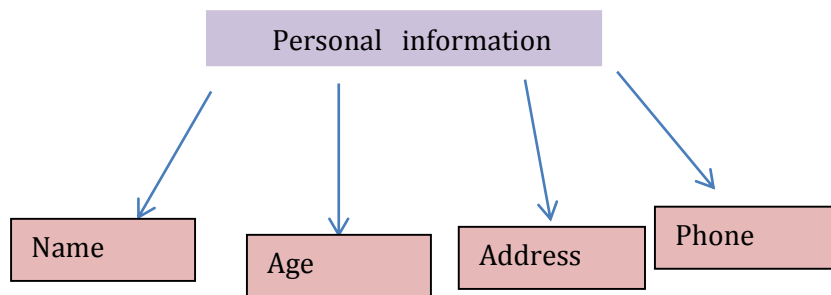 Personal information
Name
Age
Address
Phone